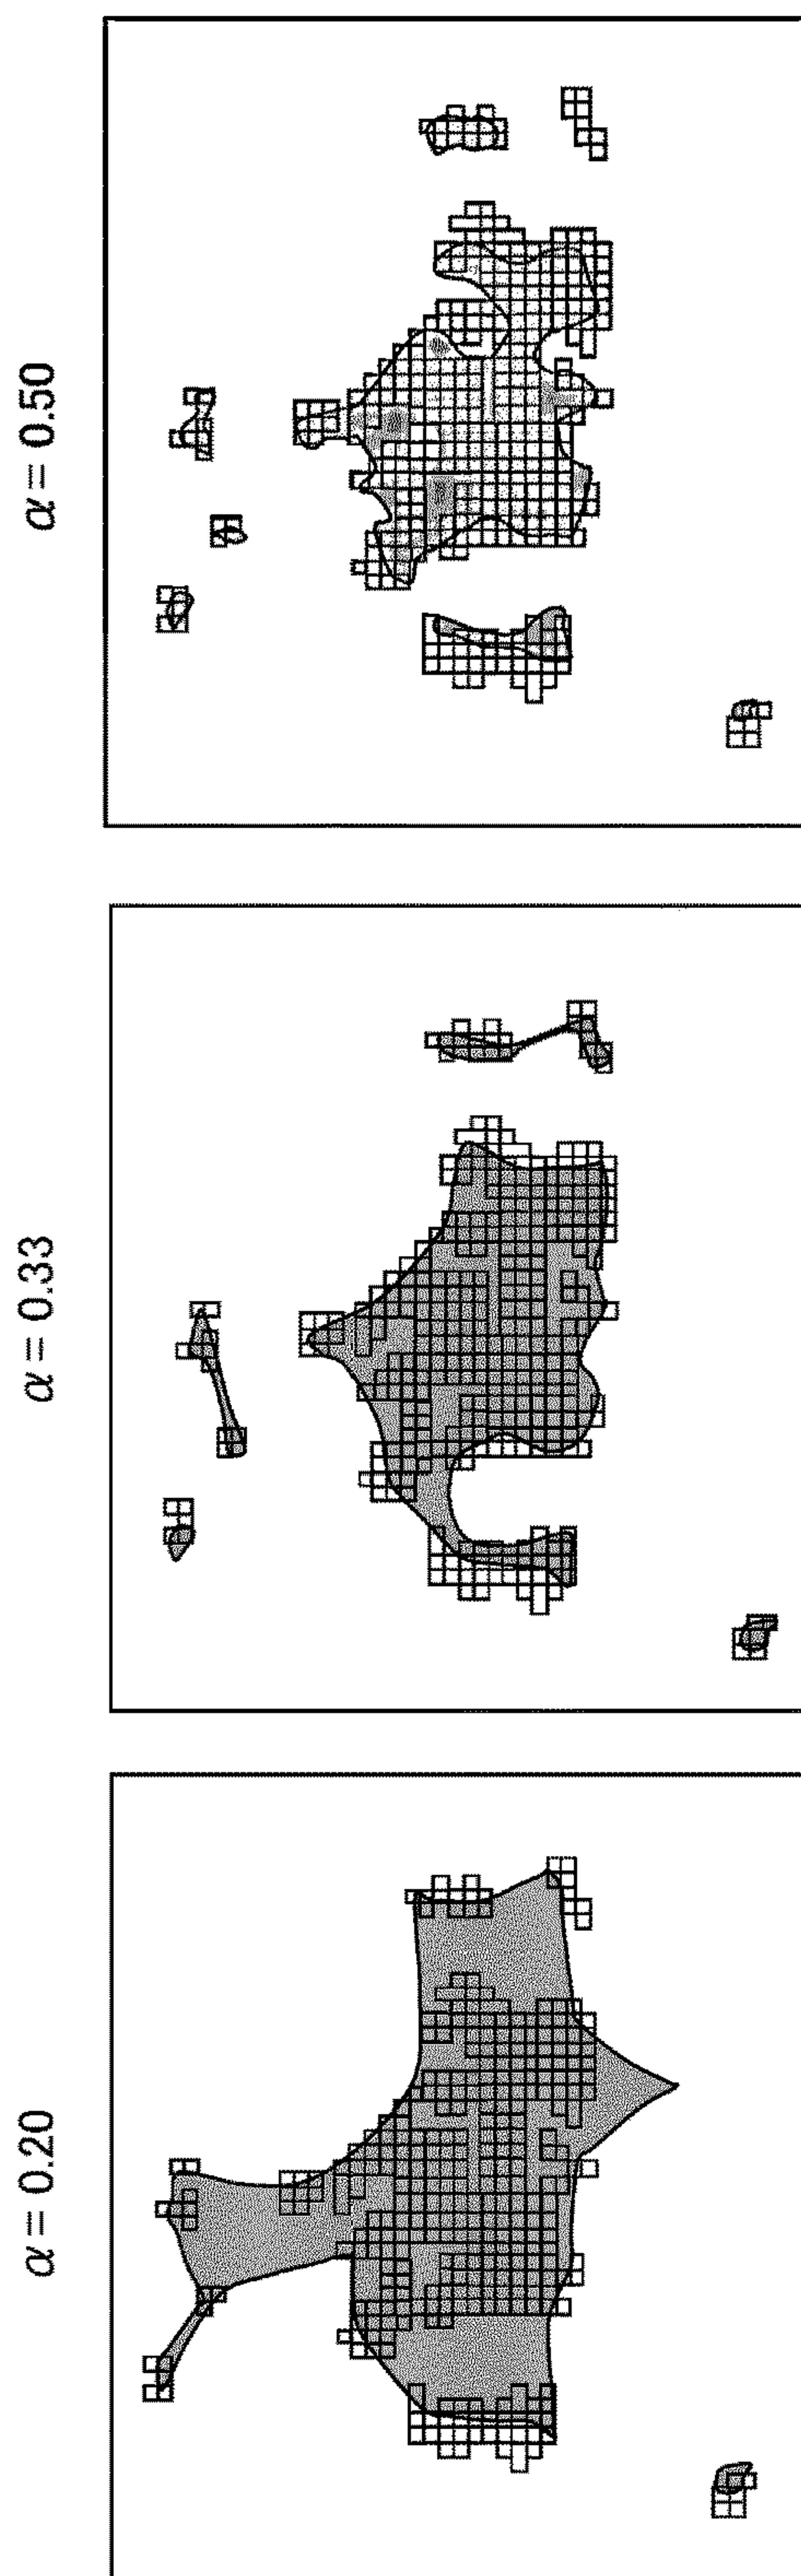 α = 0.20
α = 0.33
α = 0.50